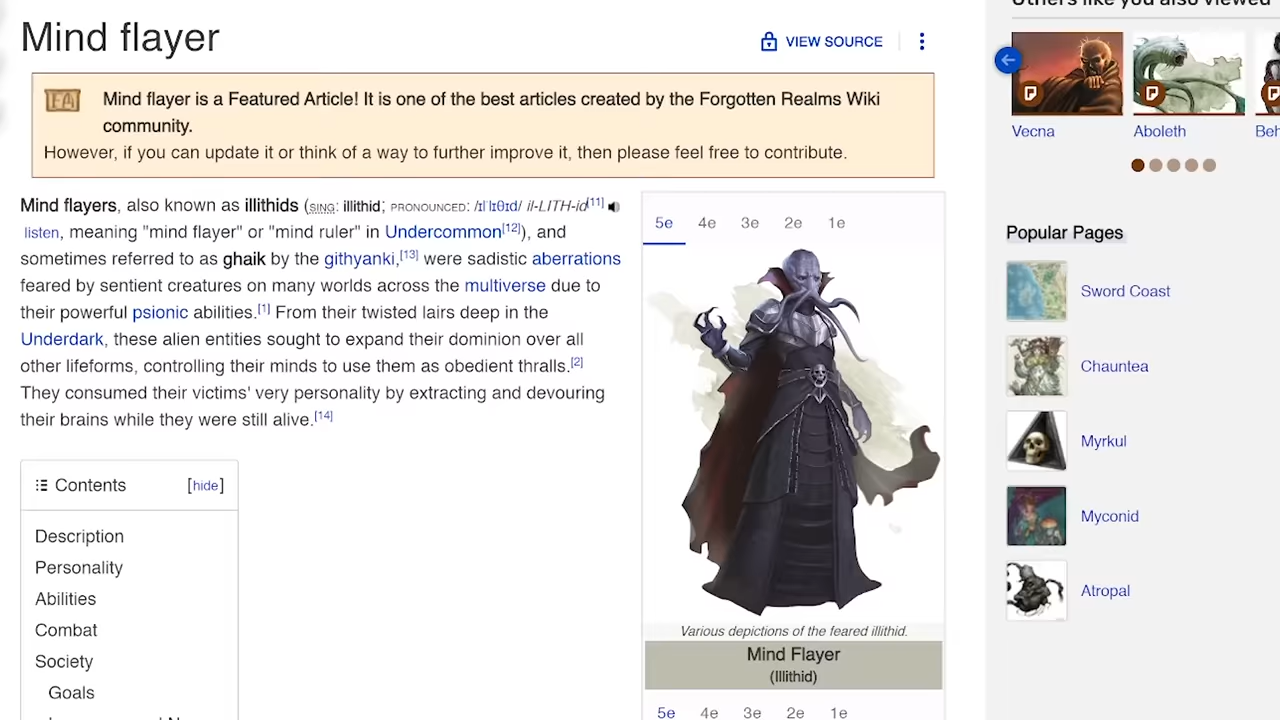 Others like you also viewed
Mind flayer
VIEW SOURCE
FA
Mind flayer is a Featured Article! It is one of the best articles created by the Forgotten Realms Wiki
community.
However, if you can update it or think of a way to further improve it, then please feel free to contribute.
Vecna
Aboleth
Beh
Mind flayers, also known as illithids (SING: illithid; PRONOUNCED: /ɪlˈlɪθɪd/ il-LITH-id[11]
listen, meaning "mind flayer" or "mind ruler" in Undercommon[12]), and
sometimes referred to as ghaik by the githyanki,[13] were sadistic aberrations
feared by sentient creatures on many worlds across the multiverse due to
their powerful psionic abilities.[1] From their twisted lairs deep in the
Underdark, these alien entities sought to expand their dominion over all
other lifeforms, controlling their minds to use them as obedient thralls.[2]
They consumed their victims' very personality by extracting and devouring
their brains while they were still alive.[14]
5e 4e 3e 2e 1e
Various depictions of the feared illithid.
Mind Flayer
(Illithid)
5e 4e 3e 2e 1e
Contents [hide]
Description
Personality
Abilities
Combat
Society
Goals
Popular Pages
Sword Coast
Chauntea
Myrkul
Myconid
Atropal